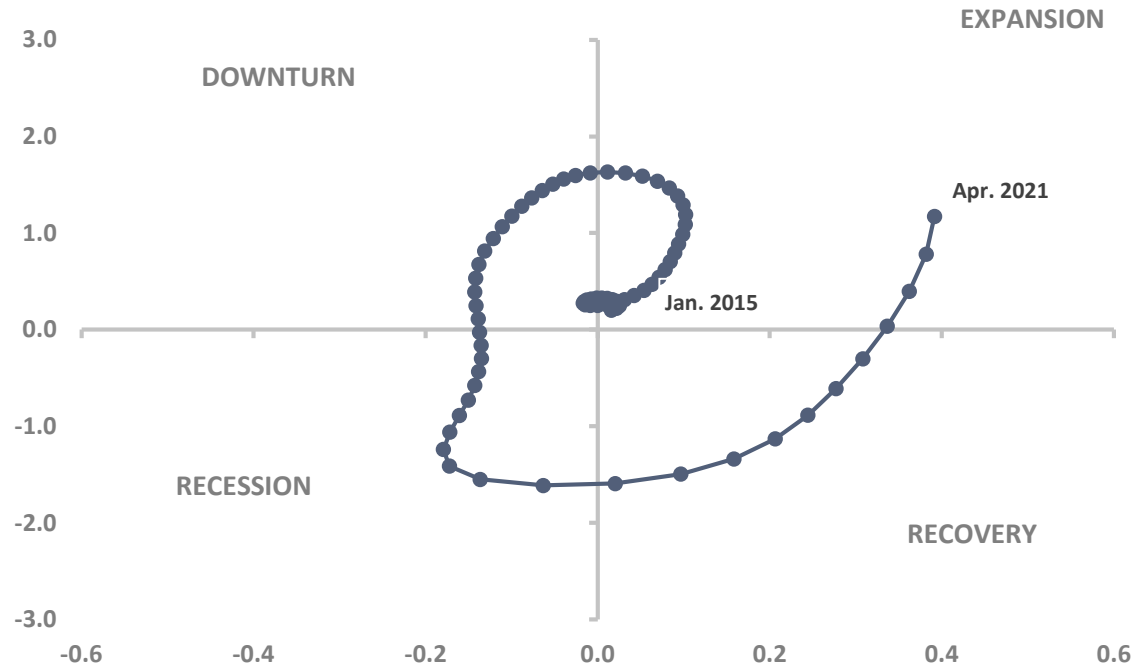 EXPANSION
3.0
DOWNTURN
2.0
Apr. 2021
1.0
Jan. 2015
0.0
-1.0
RECESSION
-2.0
RECOVERY
-3.0
-0.6 -0.4 -0.2 0.0 0.2 0.4 0.6